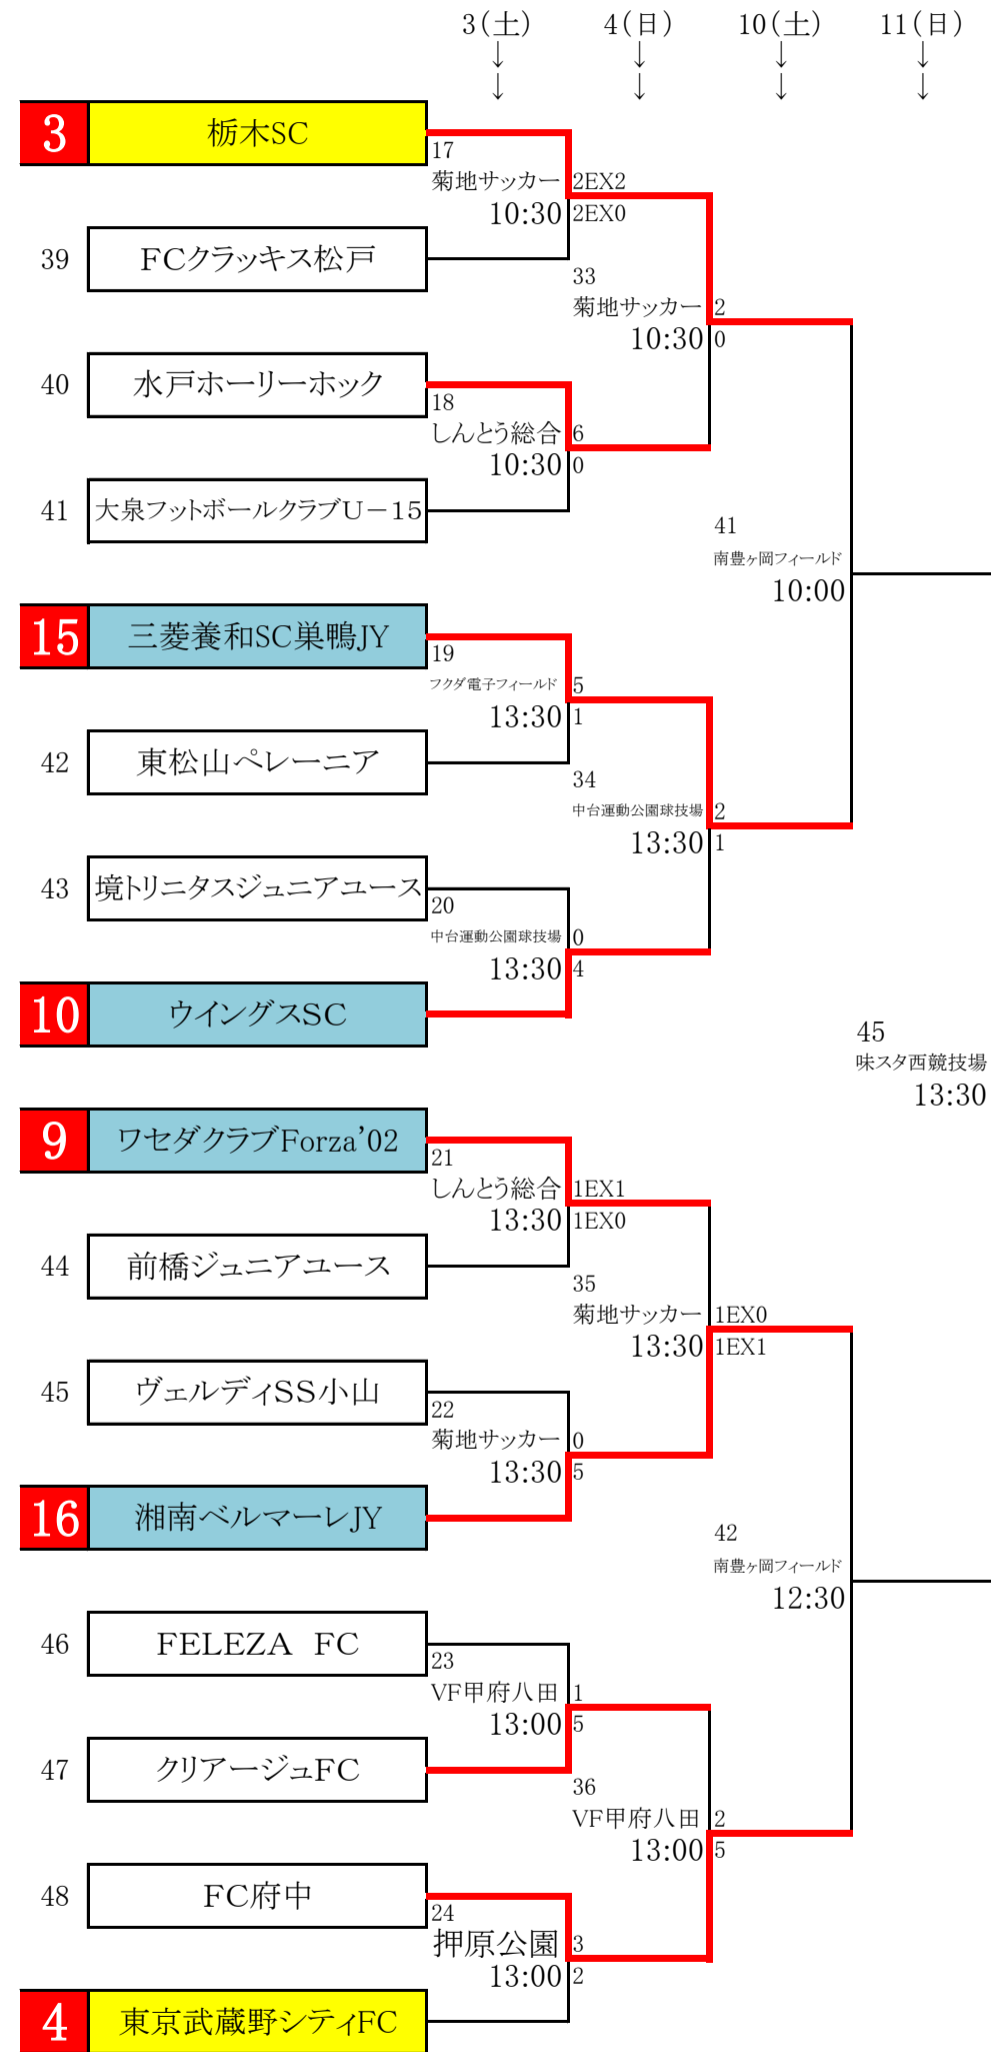 3(土) 4(日) 10(土) 11(日)
↓ ↓ ↓ ↓
↓ ↓ ↓ ↓
3 栃木SC
17
菊地サッカー 2EX2
10:30 2EX0
39 FCクラッキス松戸
33
菊地サッカー 2
10:30 0
40 水戸ホーリーホック
18
しんとう総合 6
10:30 0
41 大泉フットボールクラブU-15
41
南豊ヶ岡フィールド
10:00
15 三菱養和SC巣鴨JY
19
フクダ電子フィールド 5
13:30 1
42 東松山ペレーニア
34
中台運動公園球技場 2
13:30 1
43 境トリニタスジュニアユース
20
中台運動公園球技場 0
13:30 4
10 ウイングスSC
45
味スタ西競技場
13:30
9 ワセダクラブForza'02
21
しんとう総合 1EX1
13:30 1EX0
44 前橋ジュニアユース
35
菊地サッカー 1EX0
13:30 1EX1
45 ヴェルディSS小山
22
菊地サッカー 0
13:30 5
16 湘南ベルマーレJY
42
南豊ヶ岡フィールド
12:30
46 FELEZA FC
23
VF甲府八田 1
13:00 5
47 クリアージュFC
36
VF甲府八田 2
13:00 5
48 FC府中
24
押原公園 3
13:00 2
4 東京武蔵野シティFC